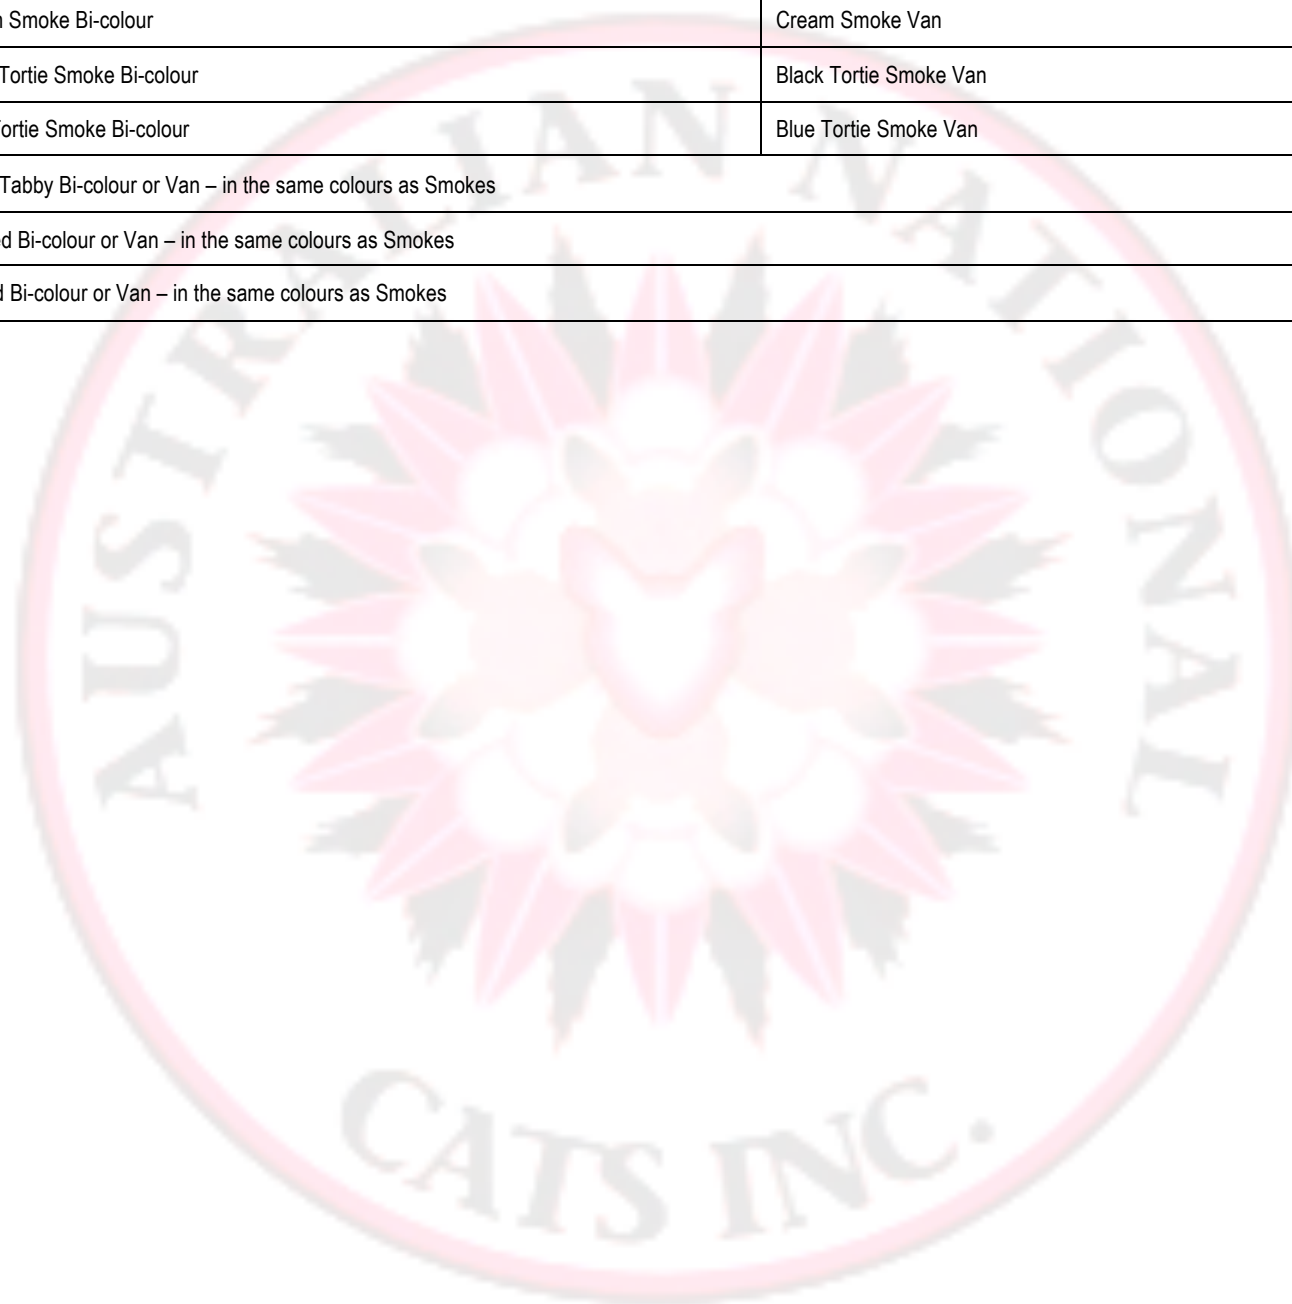 Smoke Bi-colour Cream Smoke Van
Tortie Smoke Bi-colour Black Tortie Smoke Van
ortie Smoke Bi-colour Blue Tortie Smoke Van
Tabby Bi-colour or Van – in the same colours as Smokes
d Bi-colour or Van – in the same colours as Smokes
Bi-colour or Van – in the same colours as Smokes
AUSTRALIAN NATIONAL
CATS INC.